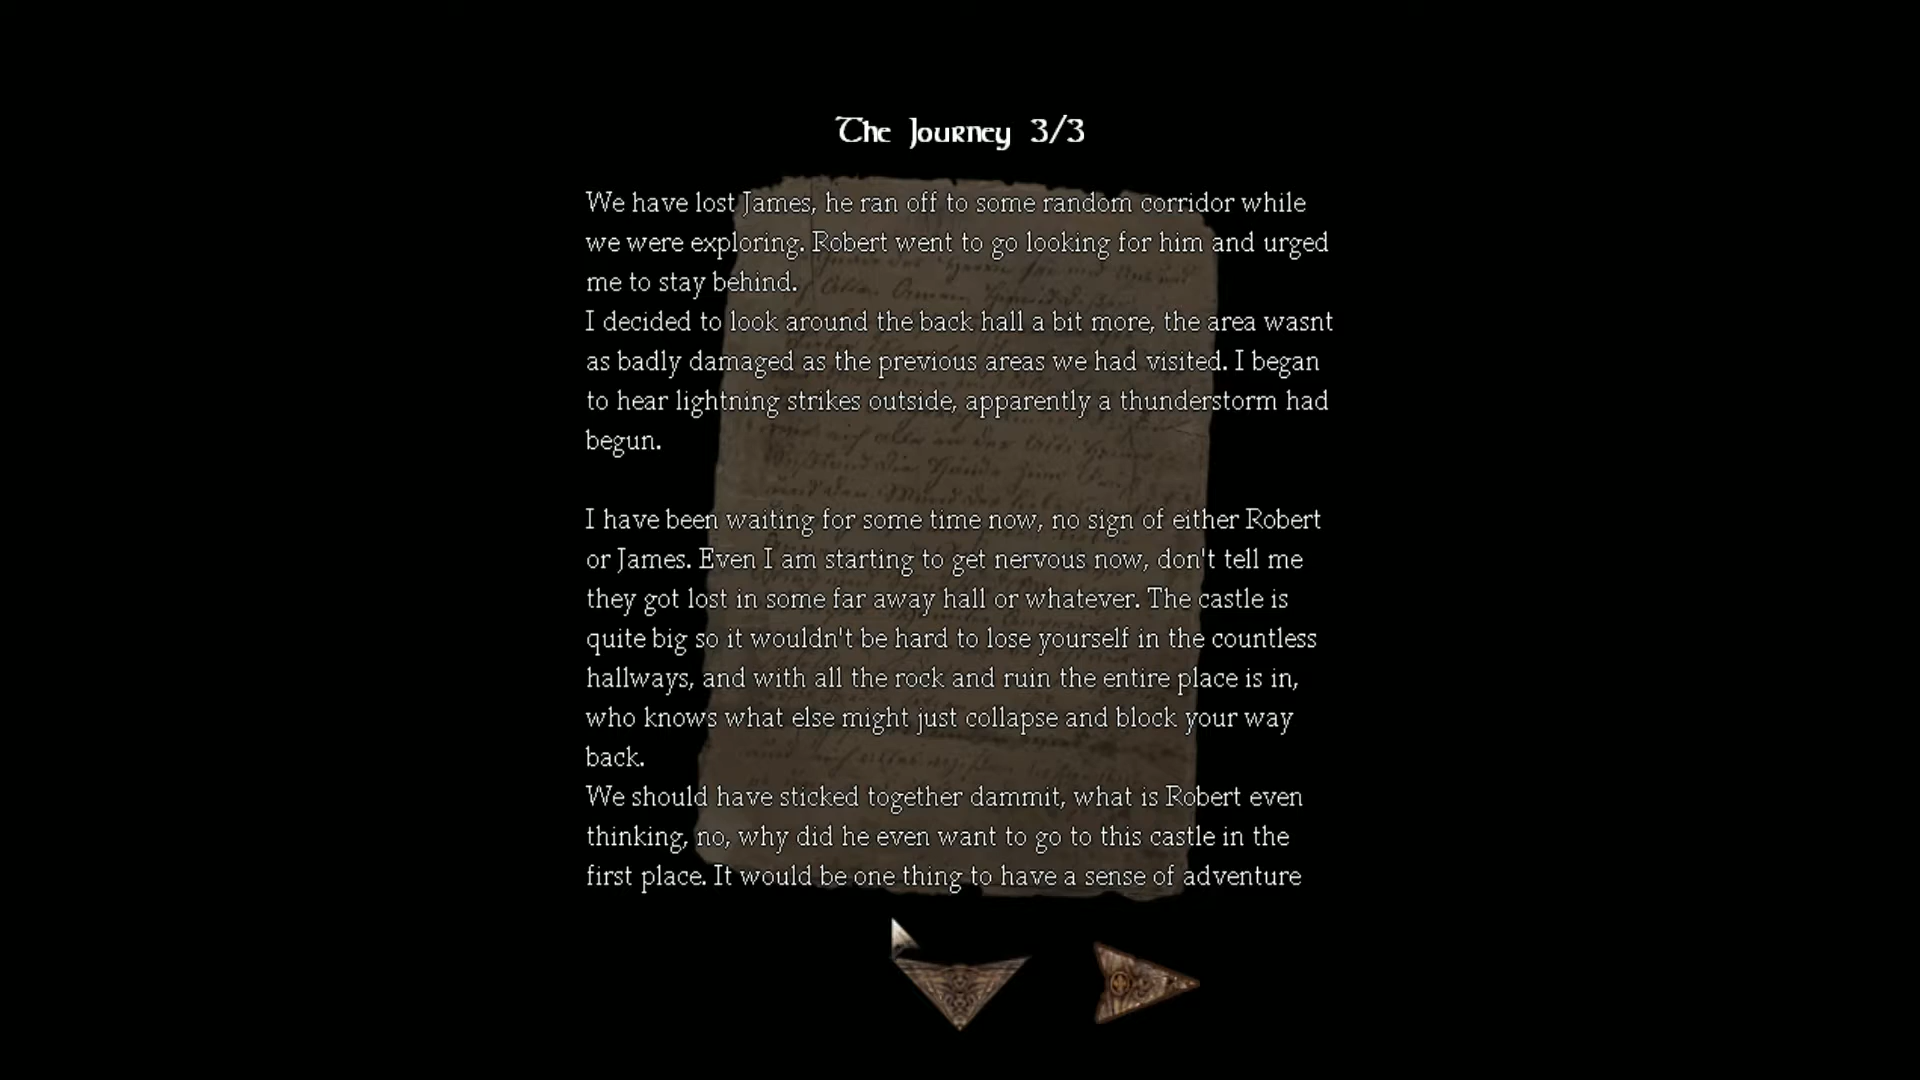 The Journey 3/3
We have lost James, he ran off to some random corridor while
we were exploring. Robert went to go looking for him and urged
me to stay behind.
I decided to look around the back hall a bit more, the area wasnt
as badly damaged as the previous areas we had visited. I began
to hear lightning strikes outside, apparently a thunderstorm had
begun.
I have been waiting for some time now, no sign of either Robert
or James. Even I am starting to get nervous now, don't tell me
they got lost in some far away hall or whatever. The castle is
quite big so it wouldn't be hard to lose yourself in the countless
hallways, and with all the rock and ruin the entire place is in,
who knows what else might just collapse and block your way
back.
We should have sticked together dammit, what is Robert even
thinking, no, why did he even want to go to this castle in the
first place. It would be one thing to have a sense of adventure